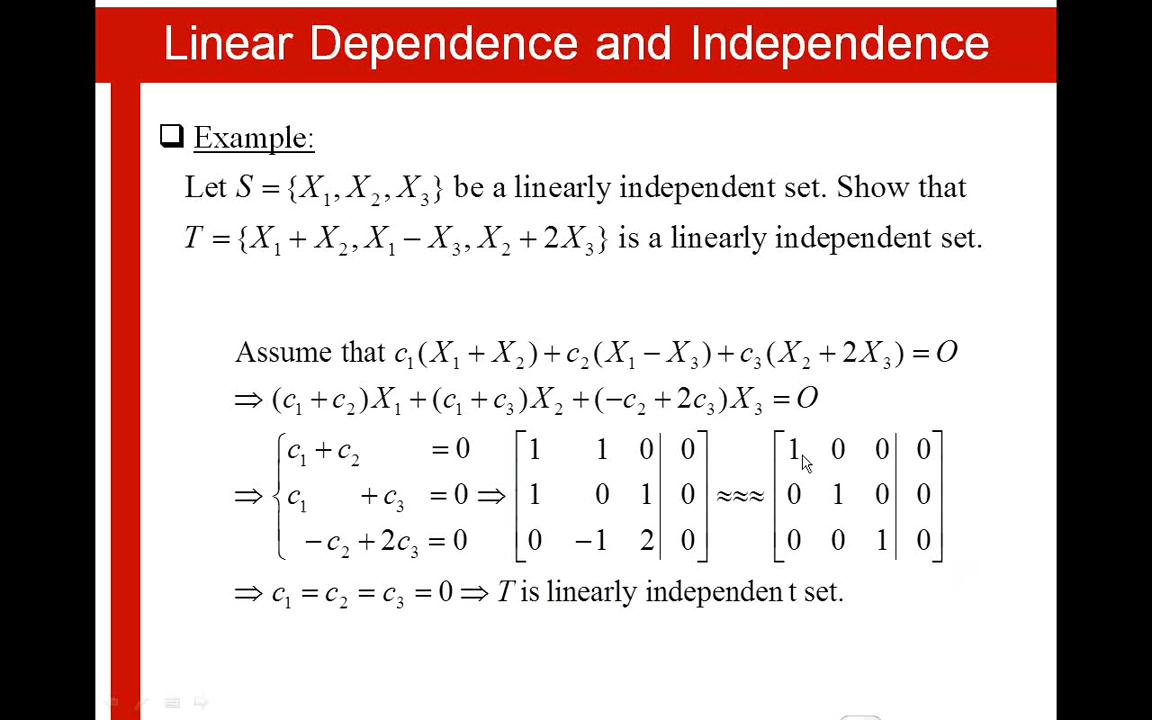 Linear Dependence and Independence
❑ Example:
Let S = {X₁, X₂, X₃} be a linearly independent set. Show that
T = {X₁ + X₂, X₁ − X₃, X₂ + 2X₃} is a linearly independent set.
Assume that c₁(X₁ + X₂) + c₂(X₁ − X₃) + c₃(X₂ + 2X₃) = O
⇒ (c₁ + c₂)X₁ + (c₁ + c₃)X₂ + (−c₂ + 2c₃)X₃ = O
c₁ + c₂ = 0 [1 1 0 | 0] [1 0 0 | 0]
⇒ { c₁ + c₃ = 0 ⇒ [1 0 1 | 0] ≈≈≈ [0 1 0 | 0]
− c₂ + 2c₃ = 0 [0 −1 2 | 0] [0 0 1 | 0]
⇒ c₁ = c₂ = c₃ = 0 ⇒ T is linearly independen t set.